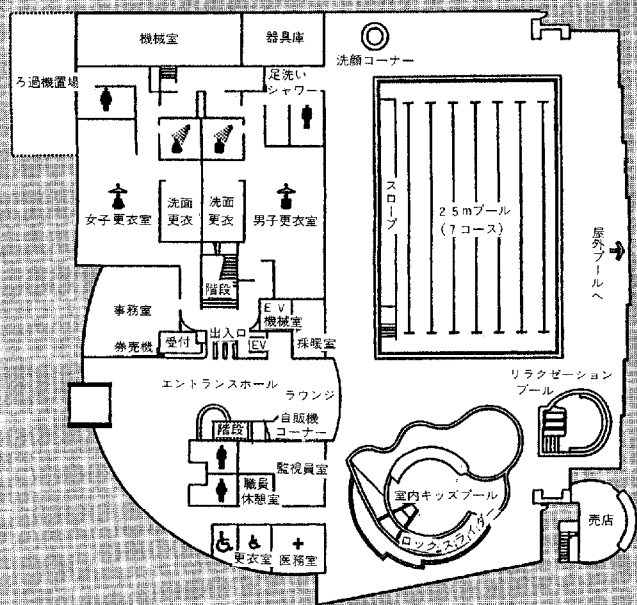 機械室
器具庫
洗顔コーナー
ろ過機置場
足洗い
シャワー
スロープ
25mプール
(7コース)
屋外プールへ
女子更衣室
洗面
更衣
洗面
更衣
男子更衣室
階段
事務室
EV
機械室
券売機
受付
出入口
EV
採暖室
エントランスホール
ラウンジ
リラクゼーション
プール
階段
自販機
コーナー
監視員室
職員
休憩室
室内キッズプール
ロックスライダー
売店
更衣室
医務室